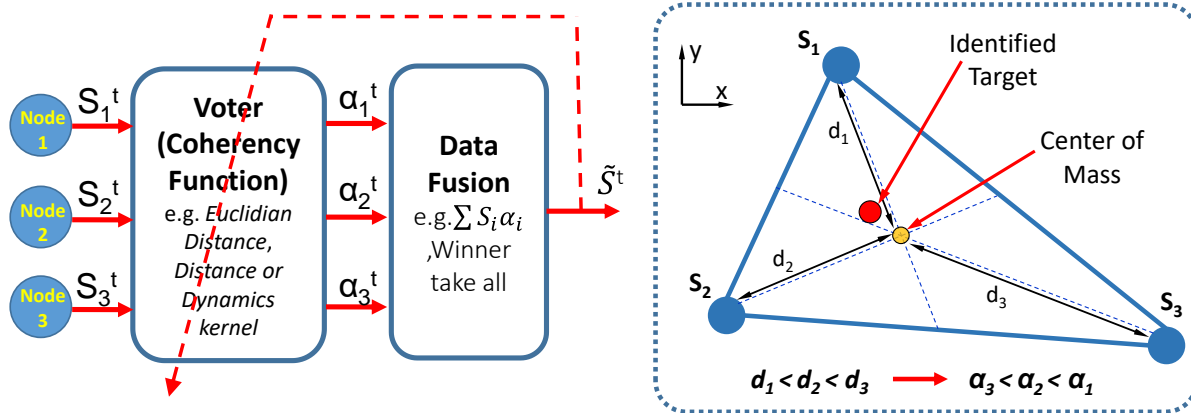 Node
1
S₁ᵗ
Node
2
S₂ᵗ
Node
3
S₃ᵗ
Voter
(Coherency
Function)
e.g. Euclidian
Distance,
Distance or
Dynamics
kernel
α₁ᵗ
α₂ᵗ
α₃ᵗ
Data
Fusion
e.g.∑ Sᵢαᵢ
,Winner
take all
S̃ᵗ
y
x
S₁
Identified
Target
d₁
Center of
Mass
d₂
S₂
d₃
S₃
d₁ < d₂ < d₃
α₃ < α₂ < α₁